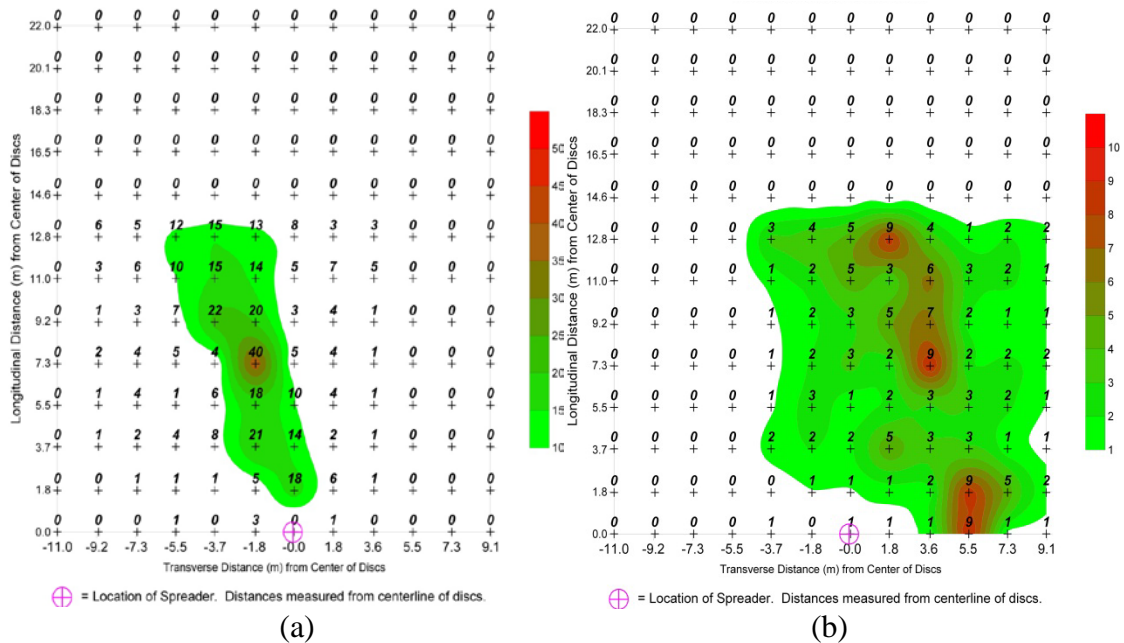 Longitudinal Distance (m) from Center of Discs
0 0 0 0 0 0 0 0 0 0 0 0
22.0
0 0 0 0 0 0 0 0 0 0 0 0
20.1
0 0 0 0 0 0 0 0 0 0 0 0
18.3
0 0 0 0 0 0 0 0 0 0 0 0
16.5
0 0 0 0 0 0 0 0 0 0 0 0
14.6
0 6 5 12 15 13 8 3 3 0 0 0
12.8
0 3 6 10 15 14 5 7 5 0 0 0
11.0
0 1 3 7 22 20 3 4 1 0 0 0
9.2
0 2 4 5 4 40 5 4 1 0 0 0
7.3
0 1 4 1 6 18 10 4 1 0 0 0
5.5
0 1 2 4 8 21 14 2 1 0 0 0
3.7
0 0 1 1 1 5 18 6 1 0 0 0
1.8
0 0 0 1 0 3 0 1 0 0 0 0
0.0
-11.0 -9.2 -7.3 -5.5 -3.7 -1.8 -0.0 1.8 3.6 5.5 7.3 9.1
Transverse Distance (m) from Center of Discs
= Location of Spreader. Distances measured from centerline of discs.
(a)
Longitudinal Distance (m) from Center of Discs
0 0 0 0 0 0 0 0 0 0 0 0
22.0
0 0 0 0 0 0 0 0 0 0 0 0
20.1
0 0 0 0 0 0 0 0 0 0 0 0
18.3
0 0 0 0 0 0 0 0 0 0 0 0
16.5
0 0 0 0 0 0 0 0 0 0 0 0
14.6
0 0 0 0 3 4 5 9 4 1 2 2
12.8
0 0 0 0 1 2 5 3 6 3 2 1
11.0
0 0 0 0 1 2 3 5 7 2 1 1
9.2
0 0 0 0 1 2 3 2 9 2 2 2
7.3
0 0 0 0 1 3 1 2 3 3 2 1
5.5
0 0 0 0 2 2 2 5 3 3 1 1
3.7
0 0 0 0 0 1 1 1 2 9 5 2
1.8
0 0 0 0 1 0 1 1 1 9 1 1
0.0
-11.0 -9.2 -7.3 -5.5 -3.7 -1.8 -0.0 1.8 3.6 5.5 7.3 9.1
Transverse Distance (m) from Center of Discs
10
9
8
7
6
5
4
3
2
1
= Location of Spreader. Distances measured from centerline of discs.
(b)